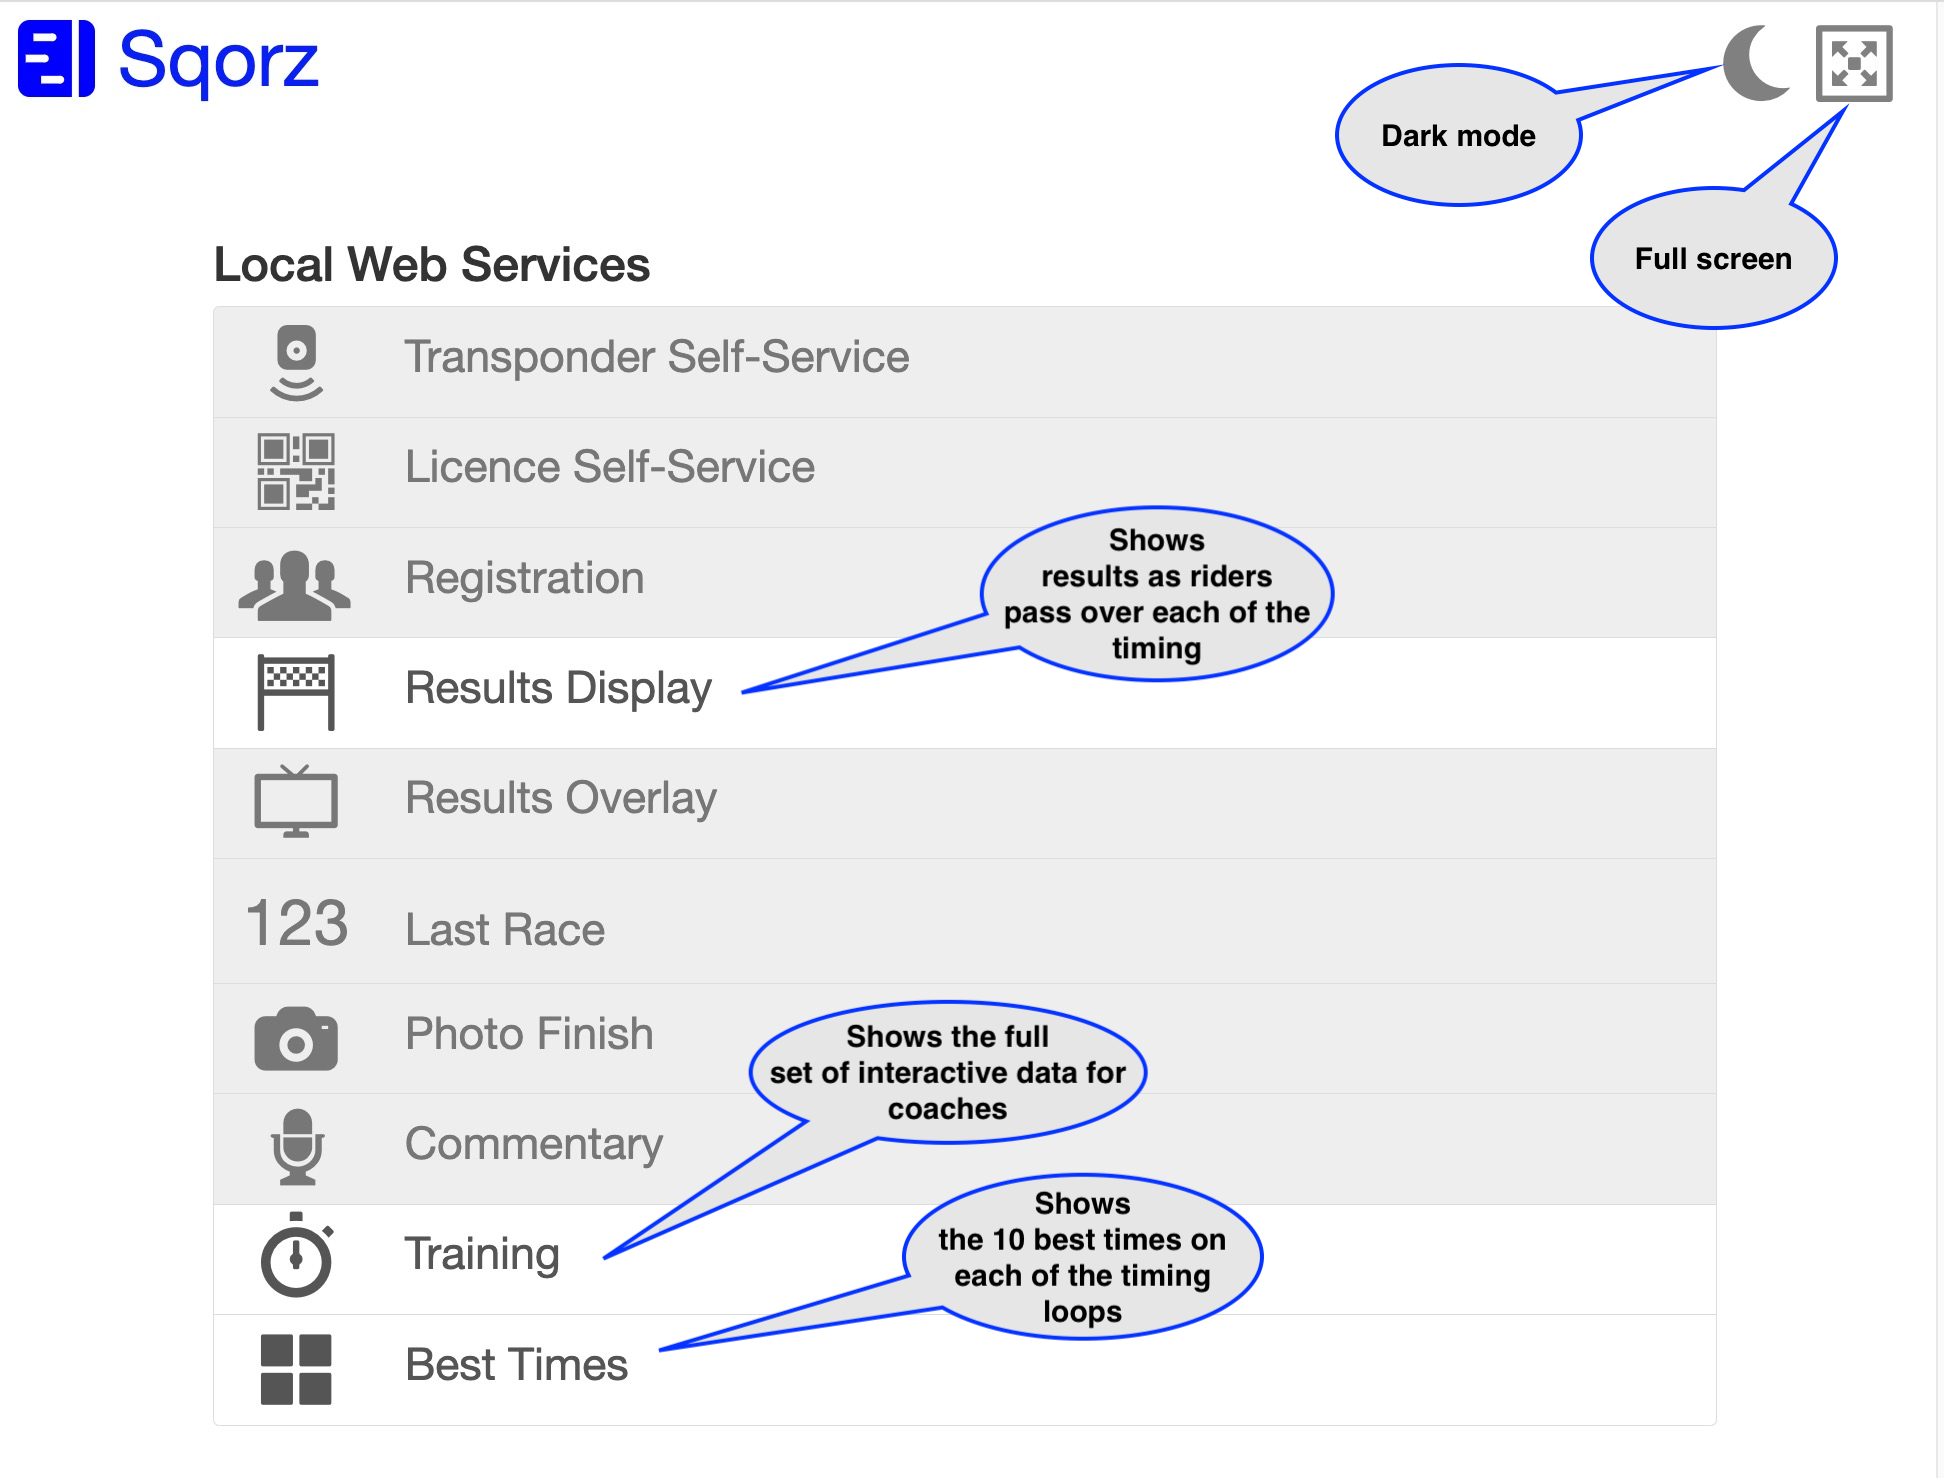 Sqorz
Dark mode
Full screen
Local Web Services
Transponder Self-Service
Licence Self-Service
Registration
Shows
results as riders
pass over each of the
timing
Results Display
Results Overlay
123 Last Race
Photo Finish
Shows the full
set of interactive data for
coaches
Commentary
Training
Shows
the 10 best times on
each of the timing
loops
Best Times